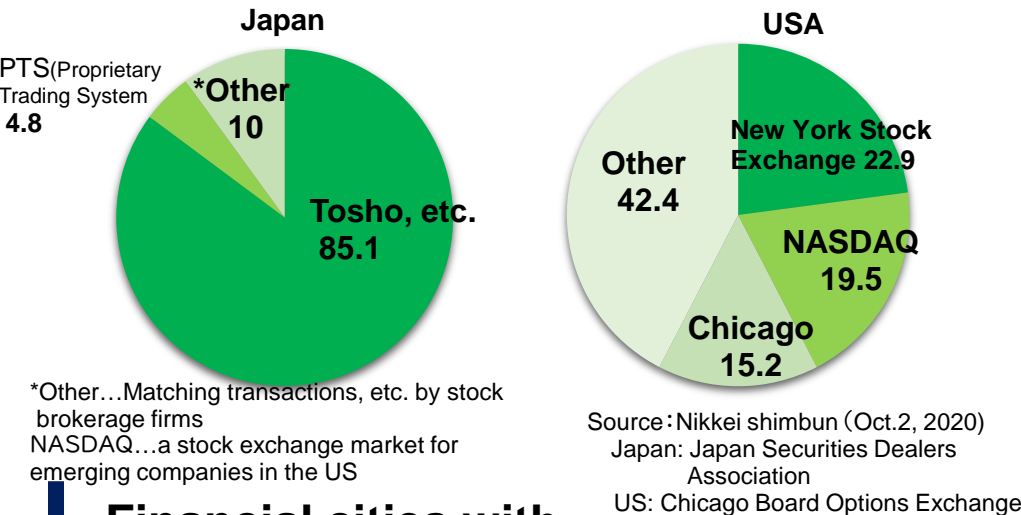 Japan
PTS(Proprietary
Trading System
4.8
*Other
10
Tosho, etc.
85.1
*Other…Matching transactions, etc. by stock
brokerage firms
NASDAQ…a stock exchange market for
emerging companies in the US
USA
New York Stock
Exchange 22.9
Other
42.4
NASDAQ
19.5
Chicago
15.2
Source：Nikkei shimbun（Oct.2, 2020)
Japan: Japan Securities Dealers
Association
US: Chicago Board Options Exchange
Financial cities with